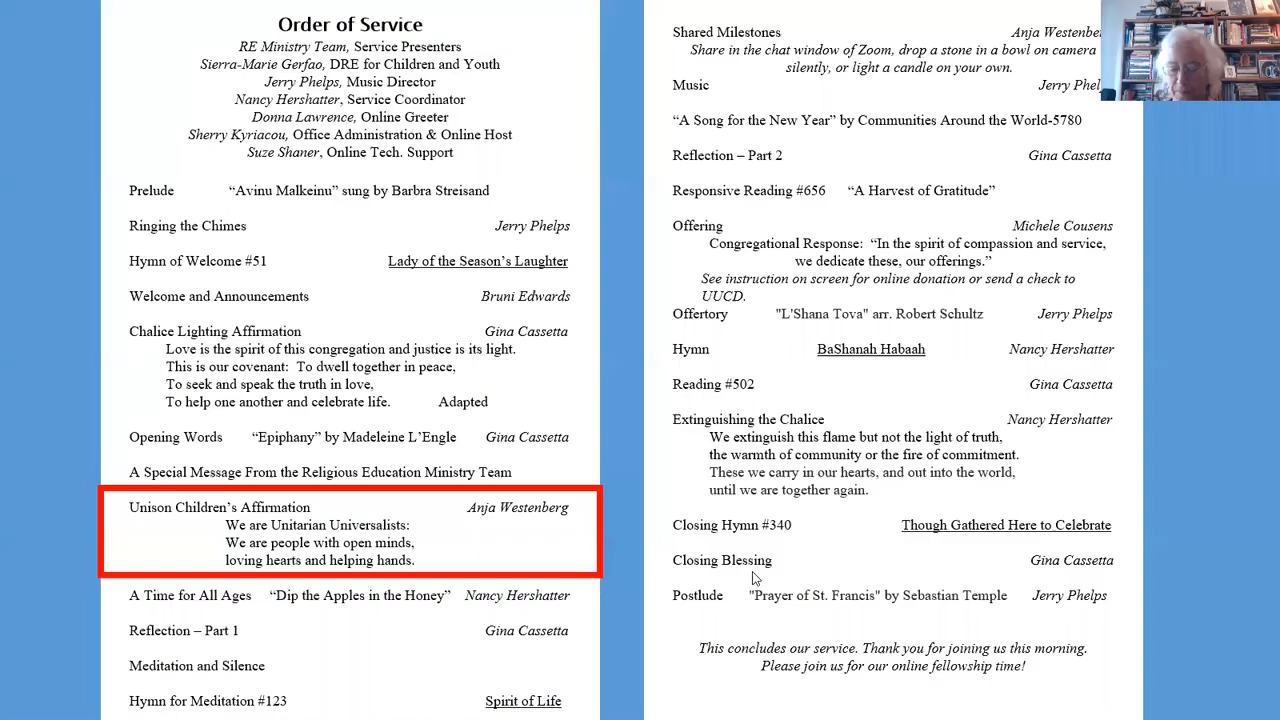 Order of Service
RE Ministry Team, Service Presenters
Sierra-Marie Gerfao, DRE for Children and Youth
Jerry Phelps, Music Director
Nancy Hershatter, Service Coordinator
Donna Lawrence, Online Greeter
Sherry Kyriacou, Office Administration & Online Host
Suze Shaner, Online Tech. Support
Prelude “Avinu Malkeinu” sung by Barbra Streisand
Ringing the Chimes Jerry Phelps
Hymn of Welcome #51 Lady of the Season’s Laughter
Welcome and Announcements Bruni Edwards
Chalice Lighting Affirmation Gina Cassetta
Love is the spirit of this congregation and justice is its light.
This is our covenant: To dwell together in peace,
To seek and speak the truth in love,
To help one another and celebrate life. Adapted
Opening Words “Epiphany” by Madeleine L’Engle Gina Cassetta
A Special Message From the Religious Education Ministry Team
Unison Children’s Affirmation Anja Westenberg
We are Unitarian Universalists:
We are people with open minds,
loving hearts and helping hands.
A Time for All Ages “Dip the Apples in the Honey” Nancy Hershatter
Reflection – Part 1 Gina Cassetta
Meditation and Silence
Hymn for Meditation #123 Spirit of Life
Shared Milestones Anja Westenber
Share in the chat window of Zoom, drop a stone in a bowl on camera
silently, or light a candle on your own.
Music Jerry Phel
“A Song for the New Year” by Communities Around the World-5780
Reflection – Part 2 Gina Cassetta
Responsive Reading #656 “A Harvest of Gratitude”
Offering Michele Cousens
Congregational Response: “In the spirit of compassion and service,
we dedicate these, our offerings.”
See instruction on screen for online donation or send a check to
UUCD.
Offertory "L'Shana Tova" arr. Robert Schultz Jerry Phelps
Hymn BaShanah Habaah Nancy Hershatter
Reading #502 Gina Cassetta
Extinguishing the Chalice Nancy Hershatter
We extinguish this flame but not the light of truth,
the warmth of community or the fire of commitment.
These we carry in our hearts, and out into the world,
until we are together again.
Closing Hymn #340 Though Gathered Here to Celebrate
Closing Blessing Gina Cassetta
Postlude "Prayer of St. Francis" by Sebastian Temple Jerry Phelps
This concludes our service. Thank you for joining us this morning.
Please join us for our online fellowship time!